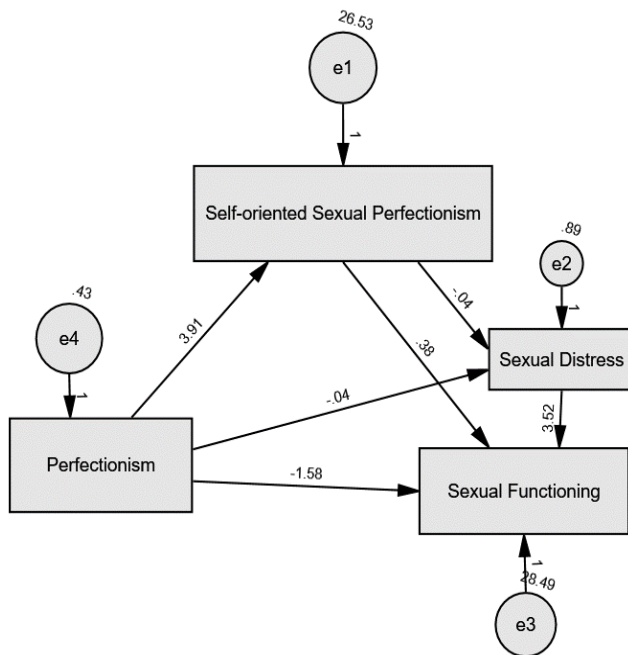 26.53
e1
1
Self-oriented Sexual Perfectionism
.89
e2
.43
e4
1
-.04
1
3.91
.38
Sexual Distress
1
-.04
3.52
Perfectionism
-1.58
Sexual Functioning
1
28.49
e3